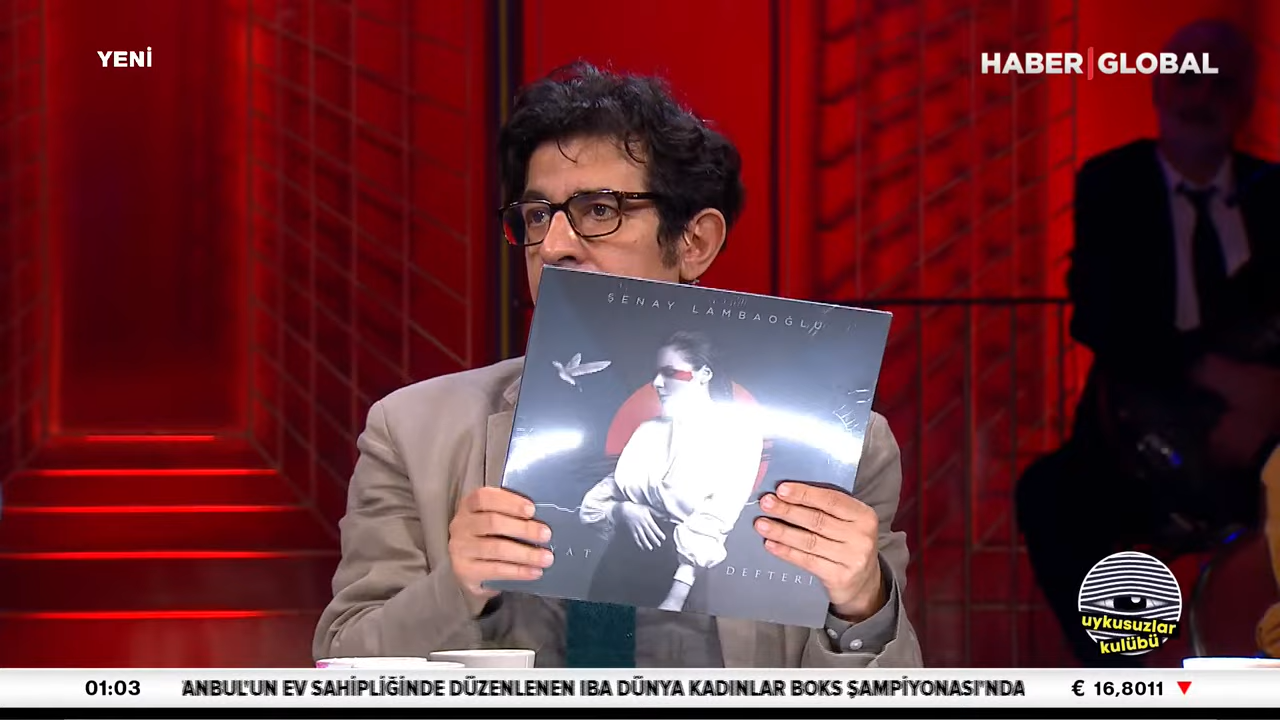 YENİ
HABER|GLOBAL
ŞENAY LAMBAOĞLU
DEFTERİ
uykusuzlar
kulübü
01:03
ANBUL'UN EV SAHİPLİĞİNDE DÜZENLENEN IBA DÜNYA KADINLAR BOKS ŞAMPİYONASI'NDA
€ 16,8011